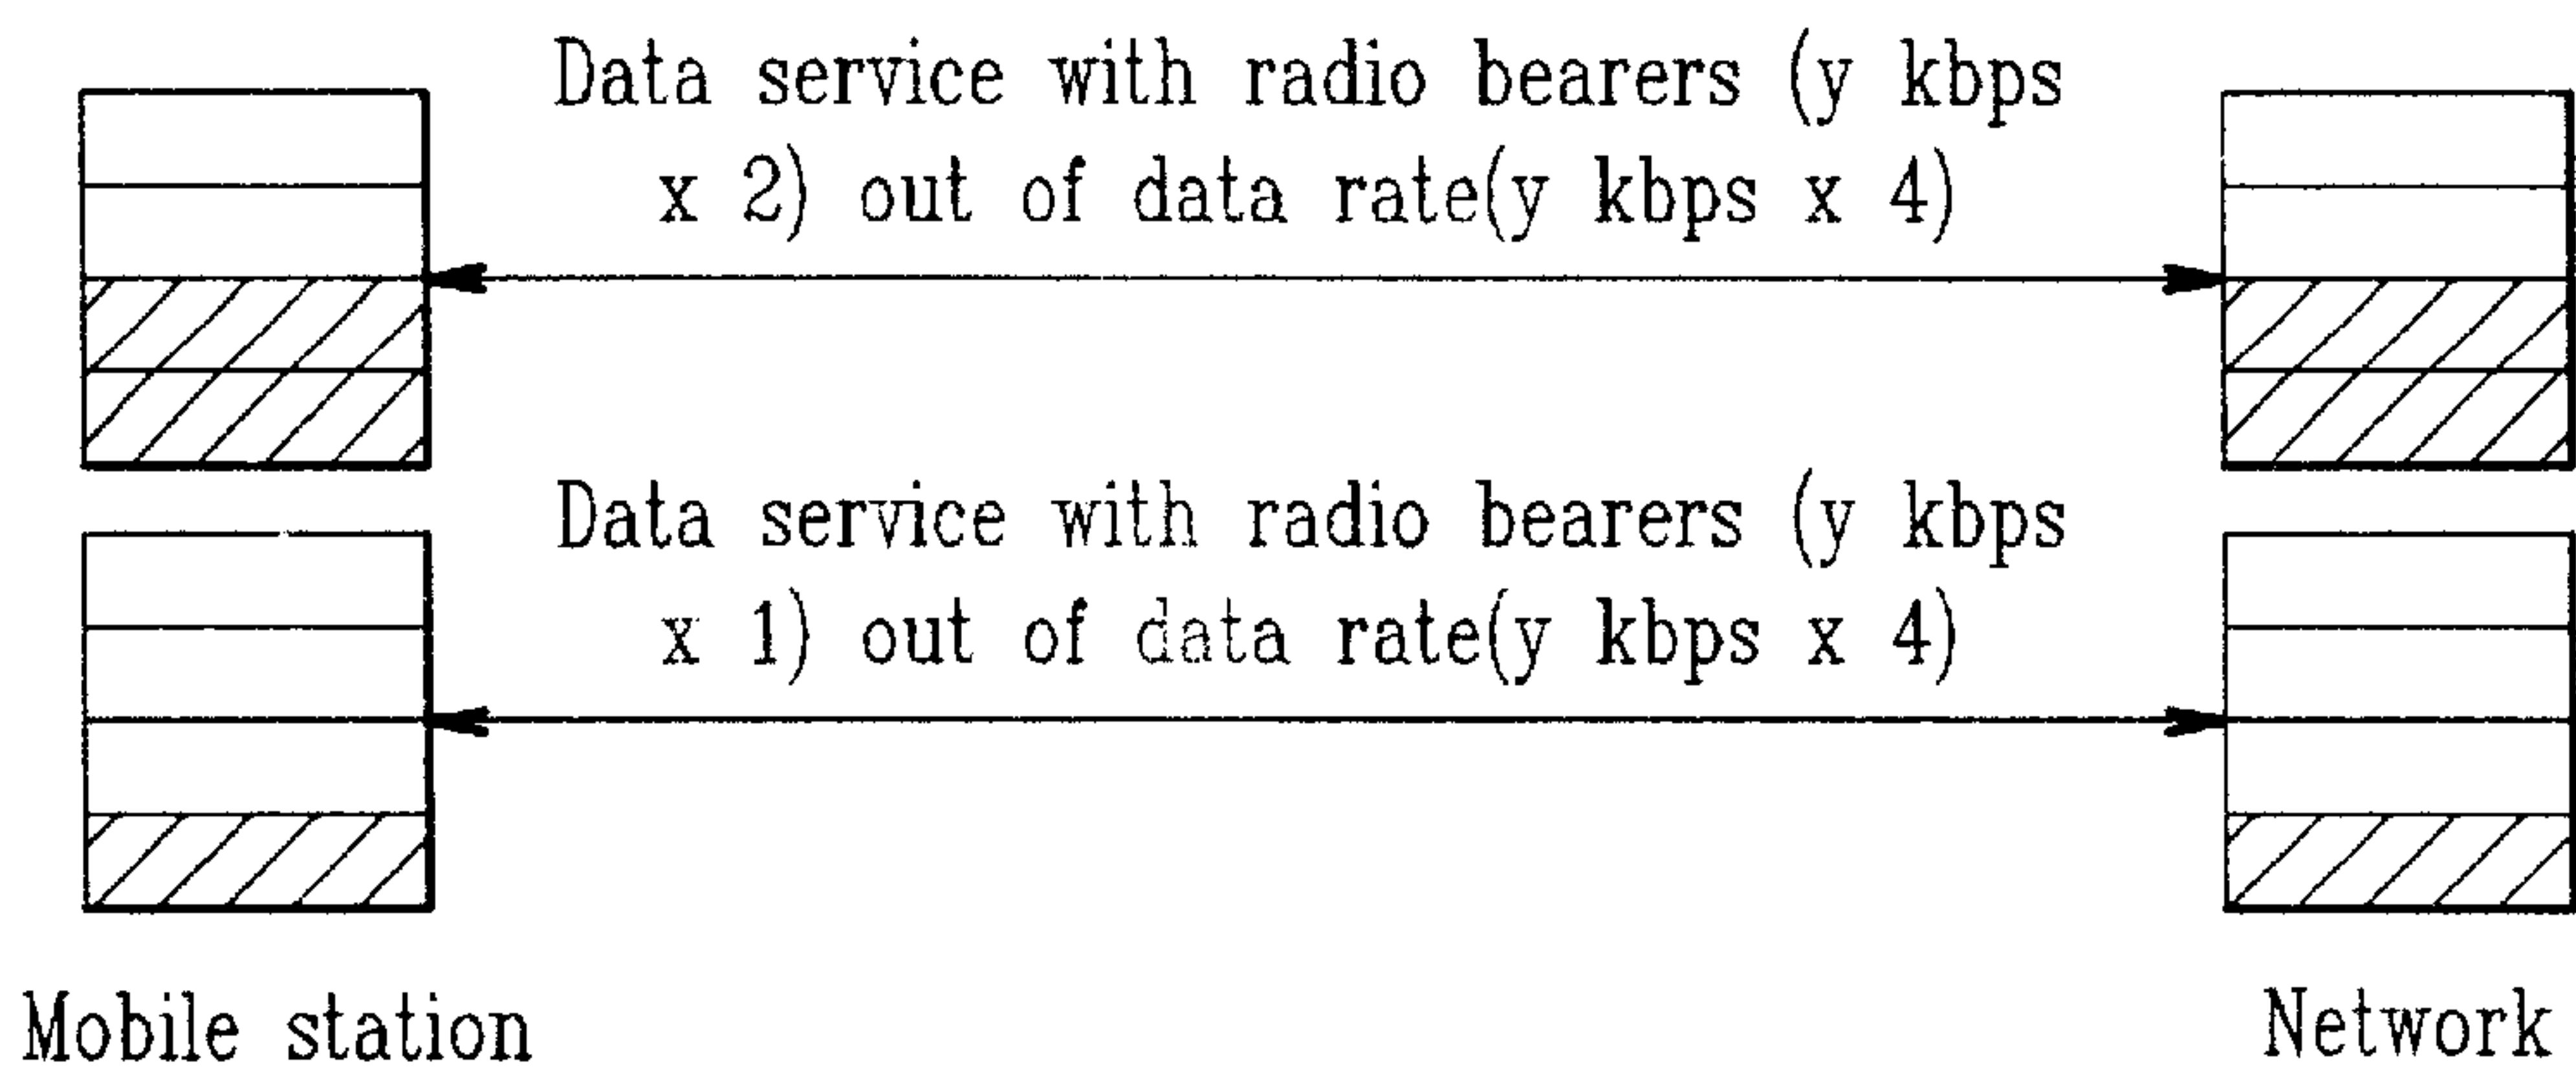 Data service with radio bearers (y kbps
x 2) out of data rate(y kbps x 4)
Data service with radio bearers (y kbps
x 1) out of data rate(y kbps x 4)
Mobile station
Network